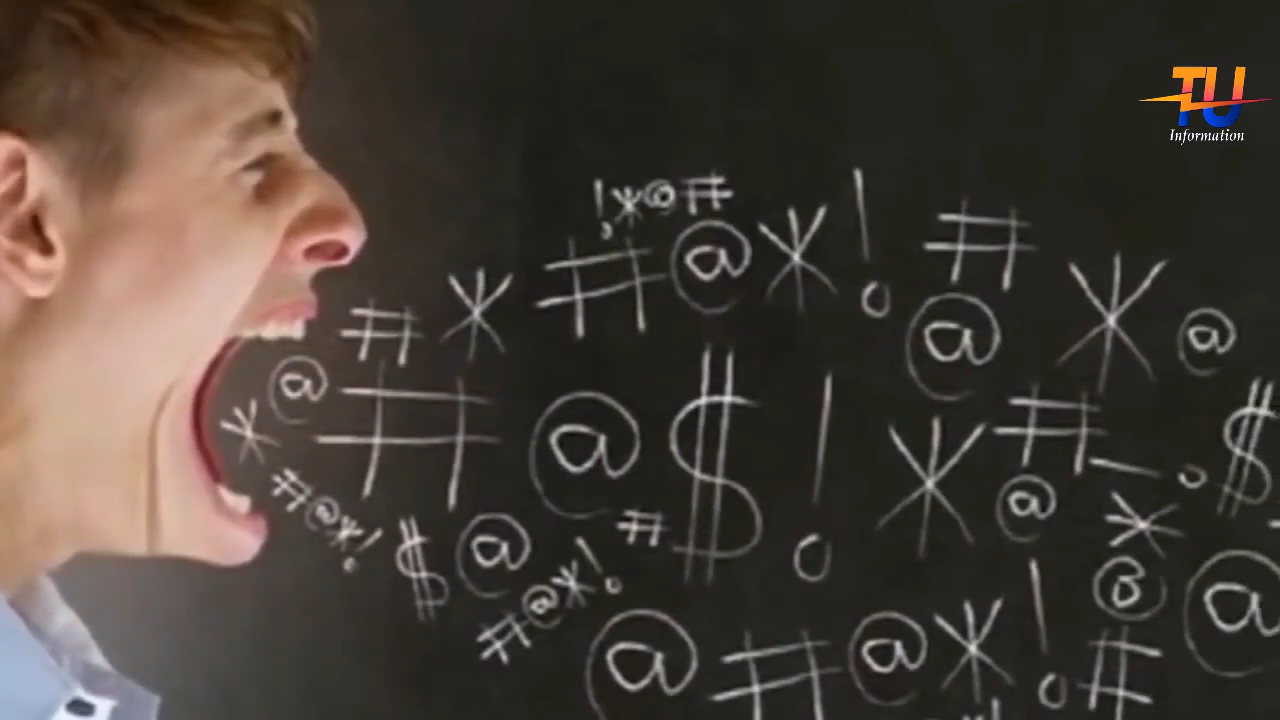 TU
Information
!*@#
# * # @ * ! # @ * @
* @ # @ $ ! * # @ - . $
#@*! $ @ #@*! # * @
@ # @ * ! #